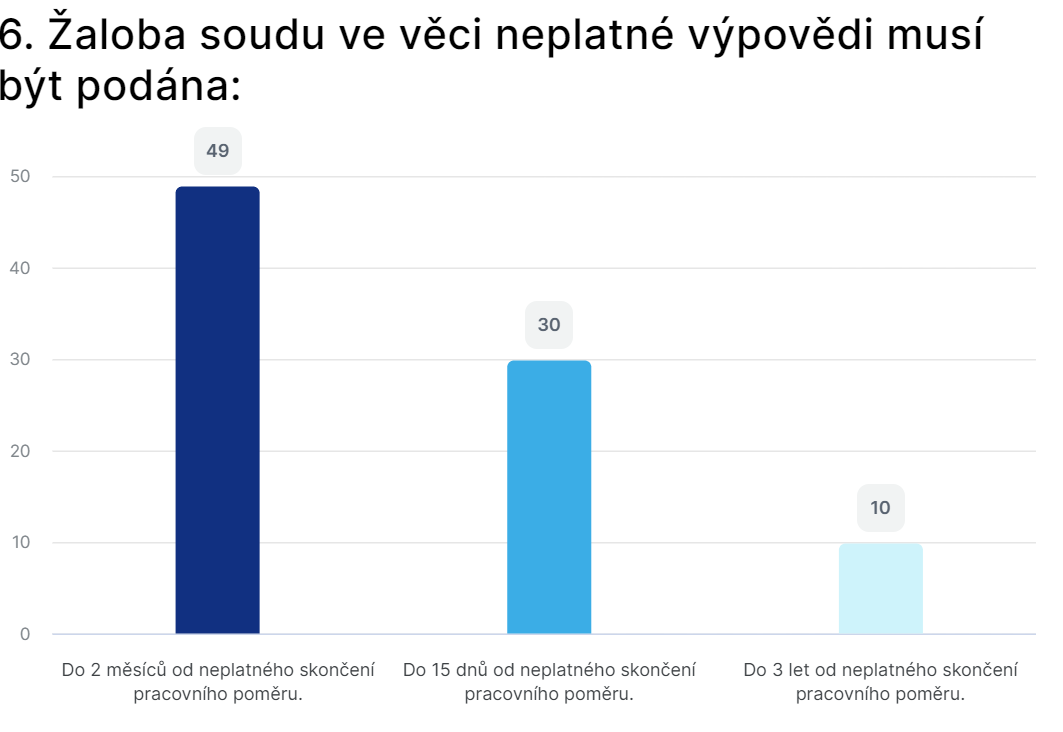 6. Žaloba soudu ve věci neplatné výpovědi musí
být podána:
49
50
40
30
30
20
10
10
0
Do 2 měsíců od neplatného skončení
pracovního poměru.
Do 15 dnů od neplatného skončení
pracovního poměru.
Do 3 let od neplatného skončení
pracovního poměru.